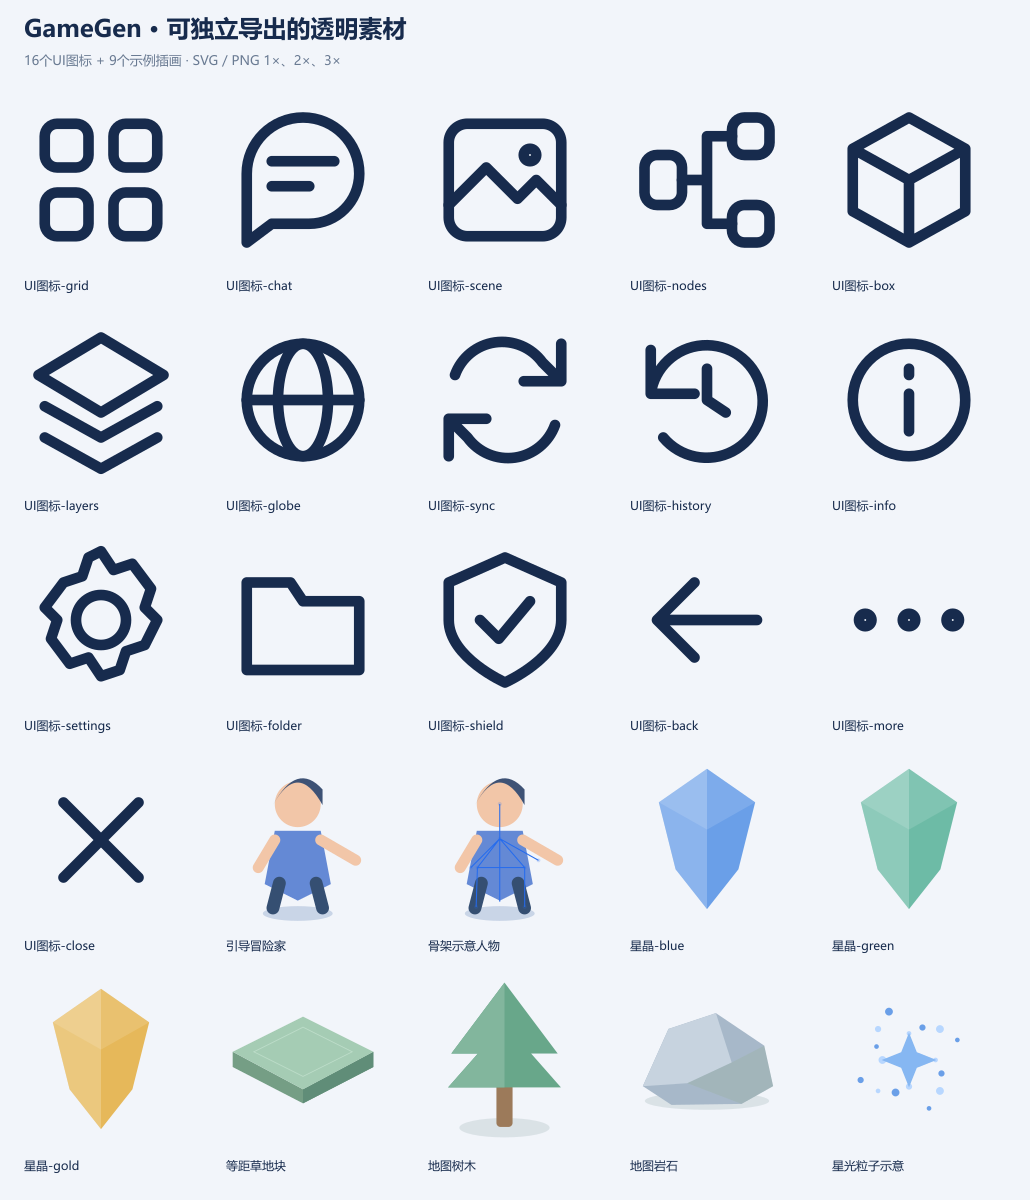 GameGen • 可独立导出的透明素材
16个UI图标 + 9个示例插画 · SVG / PNG 1×、2×、3×
UI图标-grid
UI图标-chat
UI图标-scene
UI图标-nodes
UI图标-box
UI图标-layers
UI图标-globe
UI图标-sync
UI图标-history
UI图标-info
UI图标-settings
UI图标-folder
UI图标-shield
UI图标-back
UI图标-more
UI图标-close
引导冒险家
骨架示意人物
星晶-blue
星晶-green
星晶-gold
等距草地块
地图树木
地图岩石
星光粒子示意